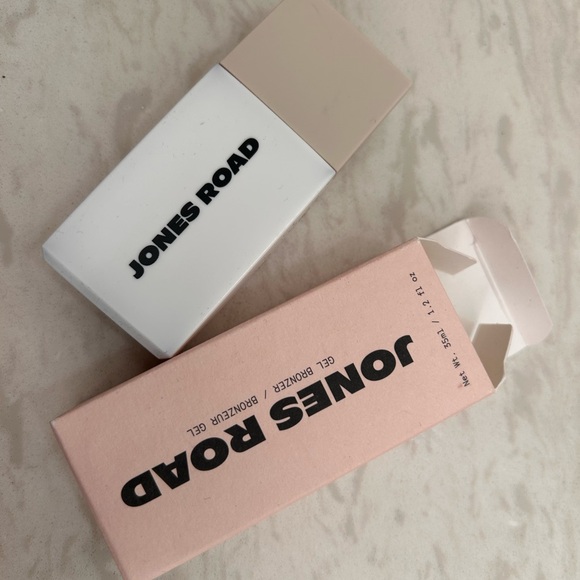 JONES ROAD
JONES ROAD
GEL BRONZER / BRONZEUR GEL
Net Wt. 35ml / 1.2 fl oz